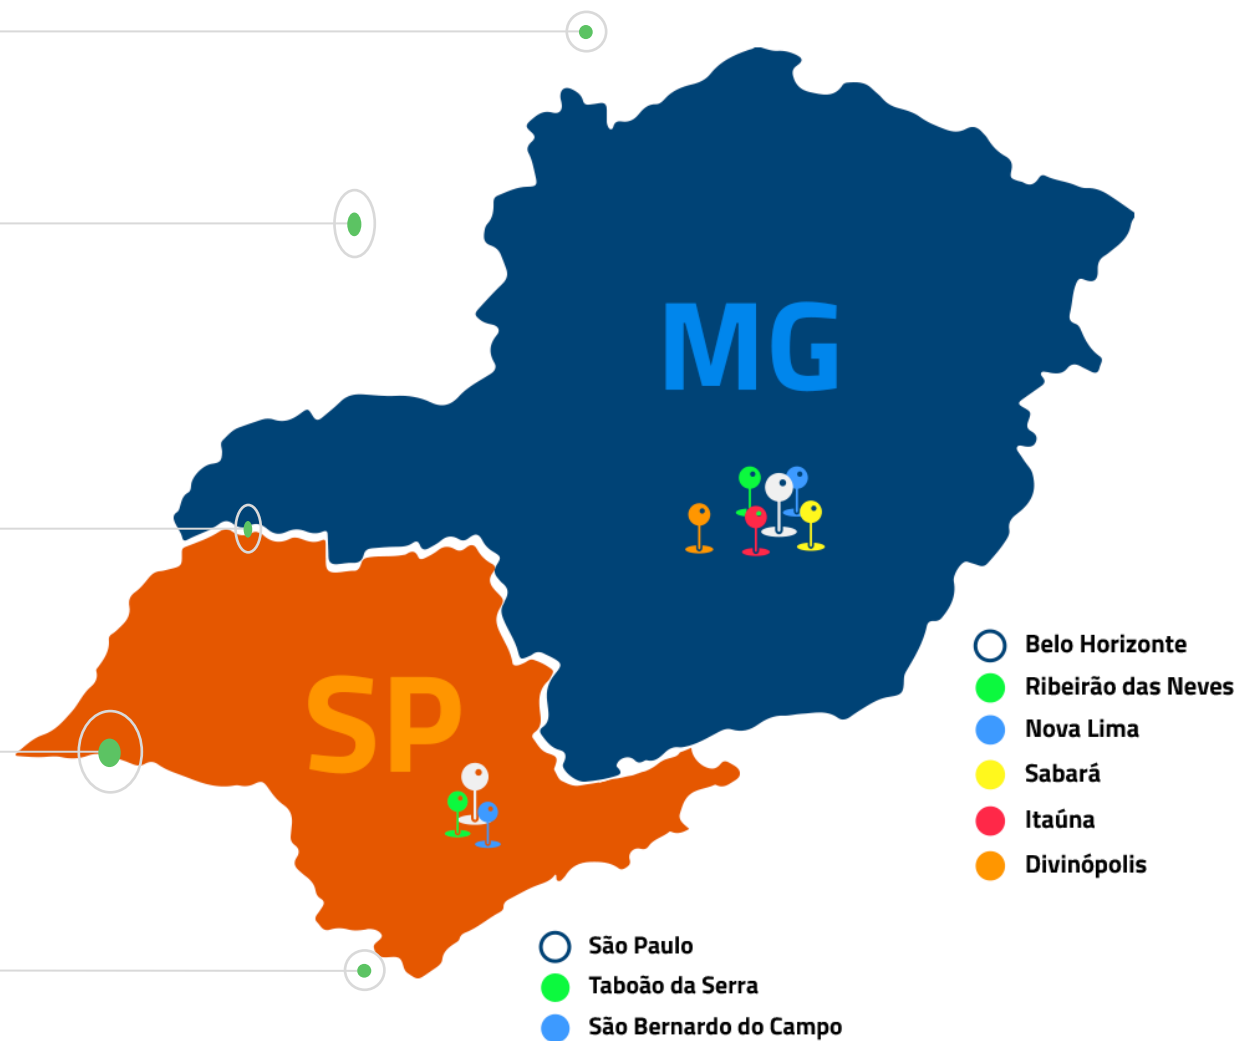 MG
SP
Belo Horizonte
Ribeirão das Neves
Nova Lima
Sabará
Itaúna
Divinópolis
São Paulo
Taboão da Serra
São Bernardo do Campo